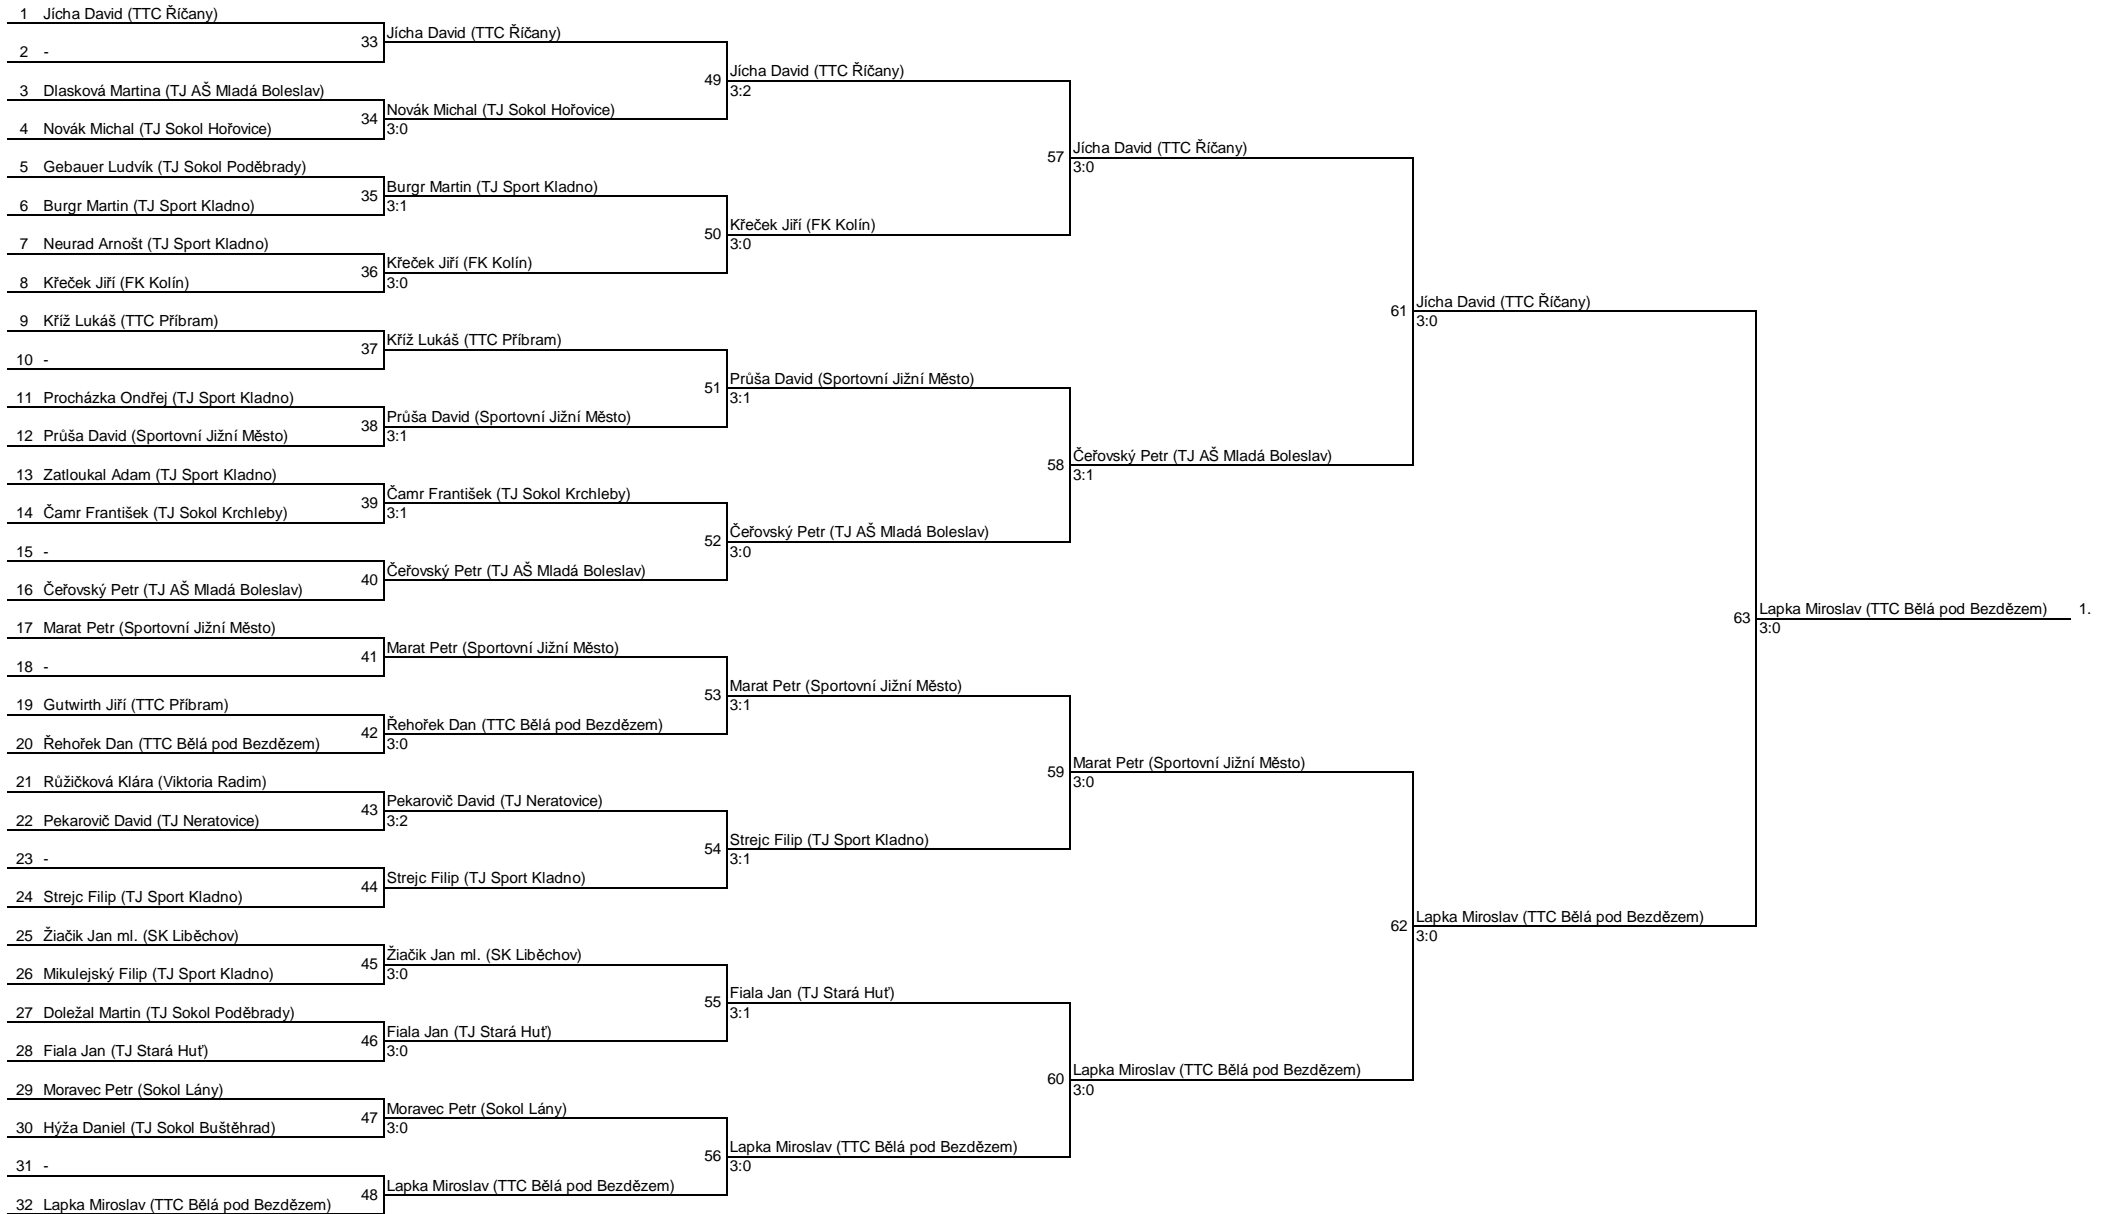 1 Jícha David (TTC Říčany)
2 -
33 Jícha David (TTC Říčany)
3 Dlasková Martina (TJ AŠ Mladá Boleslav)
4 Novák Michal (TJ Sokol Hořovice)
34 Novák Michal (TJ Sokol Hořovice)
3:0
49 Jícha David (TTC Říčany)
3:2
5 Gebauer Ludvík (TJ Sokol Poděbrady)
6 Burgr Martin (TJ Sport Kladno)
35 Burgr Martin (TJ Sport Kladno)
3:1
7 Neurad Arnošt (TJ Sport Kladno)
8 Křeček Jiří (FK Kolín)
36 Křeček Jiří (FK Kolín)
3:0
50 Křeček Jiří (FK Kolín)
3:0
57 Jícha David (TTC Říčany)
3:0
9 Kříž Lukáš (TTC Příbram)
10 -
37 Kříž Lukáš (TTC Příbram)
11 Procházka Ondřej (TJ Sport Kladno)
12 Průša David (Sportovní Jižní Město)
38 Průša David (Sportovní Jižní Město)
3:1
51 Průša David (Sportovní Jižní Město)
3:1
13 Zatloukal Adam (TJ Sport Kladno)
14 Čamr František (TJ Sokol Krchleby)
39 Čamr František (TJ Sokol Krchleby)
3:1
15 -
16 Čeřovský Petr (TJ AŠ Mladá Boleslav)
40 Čeřovský Petr (TJ AŠ Mladá Boleslav)
52 Čeřovský Petr (TJ AŠ Mladá Boleslav)
3:0
58 Čeřovský Petr (TJ AŠ Mladá Boleslav)
3:1
61 Jícha David (TTC Říčany)
3:0
17 Marat Petr (Sportovní Jižní Město)
18 -
41 Marat Petr (Sportovní Jižní Město)
19 Gutwirth Jiří (TTC Příbram)
20 Řehořek Dan (TTC Bělá pod Bezdězem)
42 Řehořek Dan (TTC Bělá pod Bezdězem)
3:0
53 Marat Petr (Sportovní Jižní Město)
3:1
21 Růžičková Klára (Viktoria Radim)
22 Pekarovič David (TJ Neratovice)
43 Pekarovič David (TJ Neratovice)
3:2
23 -
24 Strejc Filip (TJ Sport Kladno)
44 Strejc Filip (TJ Sport Kladno)
54 Strejc Filip (TJ Sport Kladno)
3:1
59 Marat Petr (Sportovní Jižní Město)
3:0
25 Žiačik Jan ml. (SK Liběchov)
26 Mikulejský Filip (TJ Sport Kladno)
45 Žiačik Jan ml. (SK Liběchov)
3:0
27 Doležal Martin (TJ Sokol Poděbrady)
28 Fiala Jan (TJ Stará Huť)
46 Fiala Jan (TJ Stará Huť)
3:0
55 Fiala Jan (TJ Stará Huť)
3:1
29 Moravec Petr (Sokol Lány)
30 Hýža Daniel (TJ Sokol Buštěhrad)
47 Moravec Petr (Sokol Lány)
3:0
31 -
32 Lapka Miroslav (TTC Bělá pod Bezdězem)
48 Lapka Miroslav (TTC Bělá pod Bezdězem)
56 Lapka Miroslav (TTC Bělá pod Bezdězem)
3:0
60 Lapka Miroslav (TTC Bělá pod Bezdězem)
3:0
62 Lapka Miroslav (TTC Bělá pod Bezdězem)
3:0
63 Lapka Miroslav (TTC Bělá pod Bezdězem) 1.
3:0